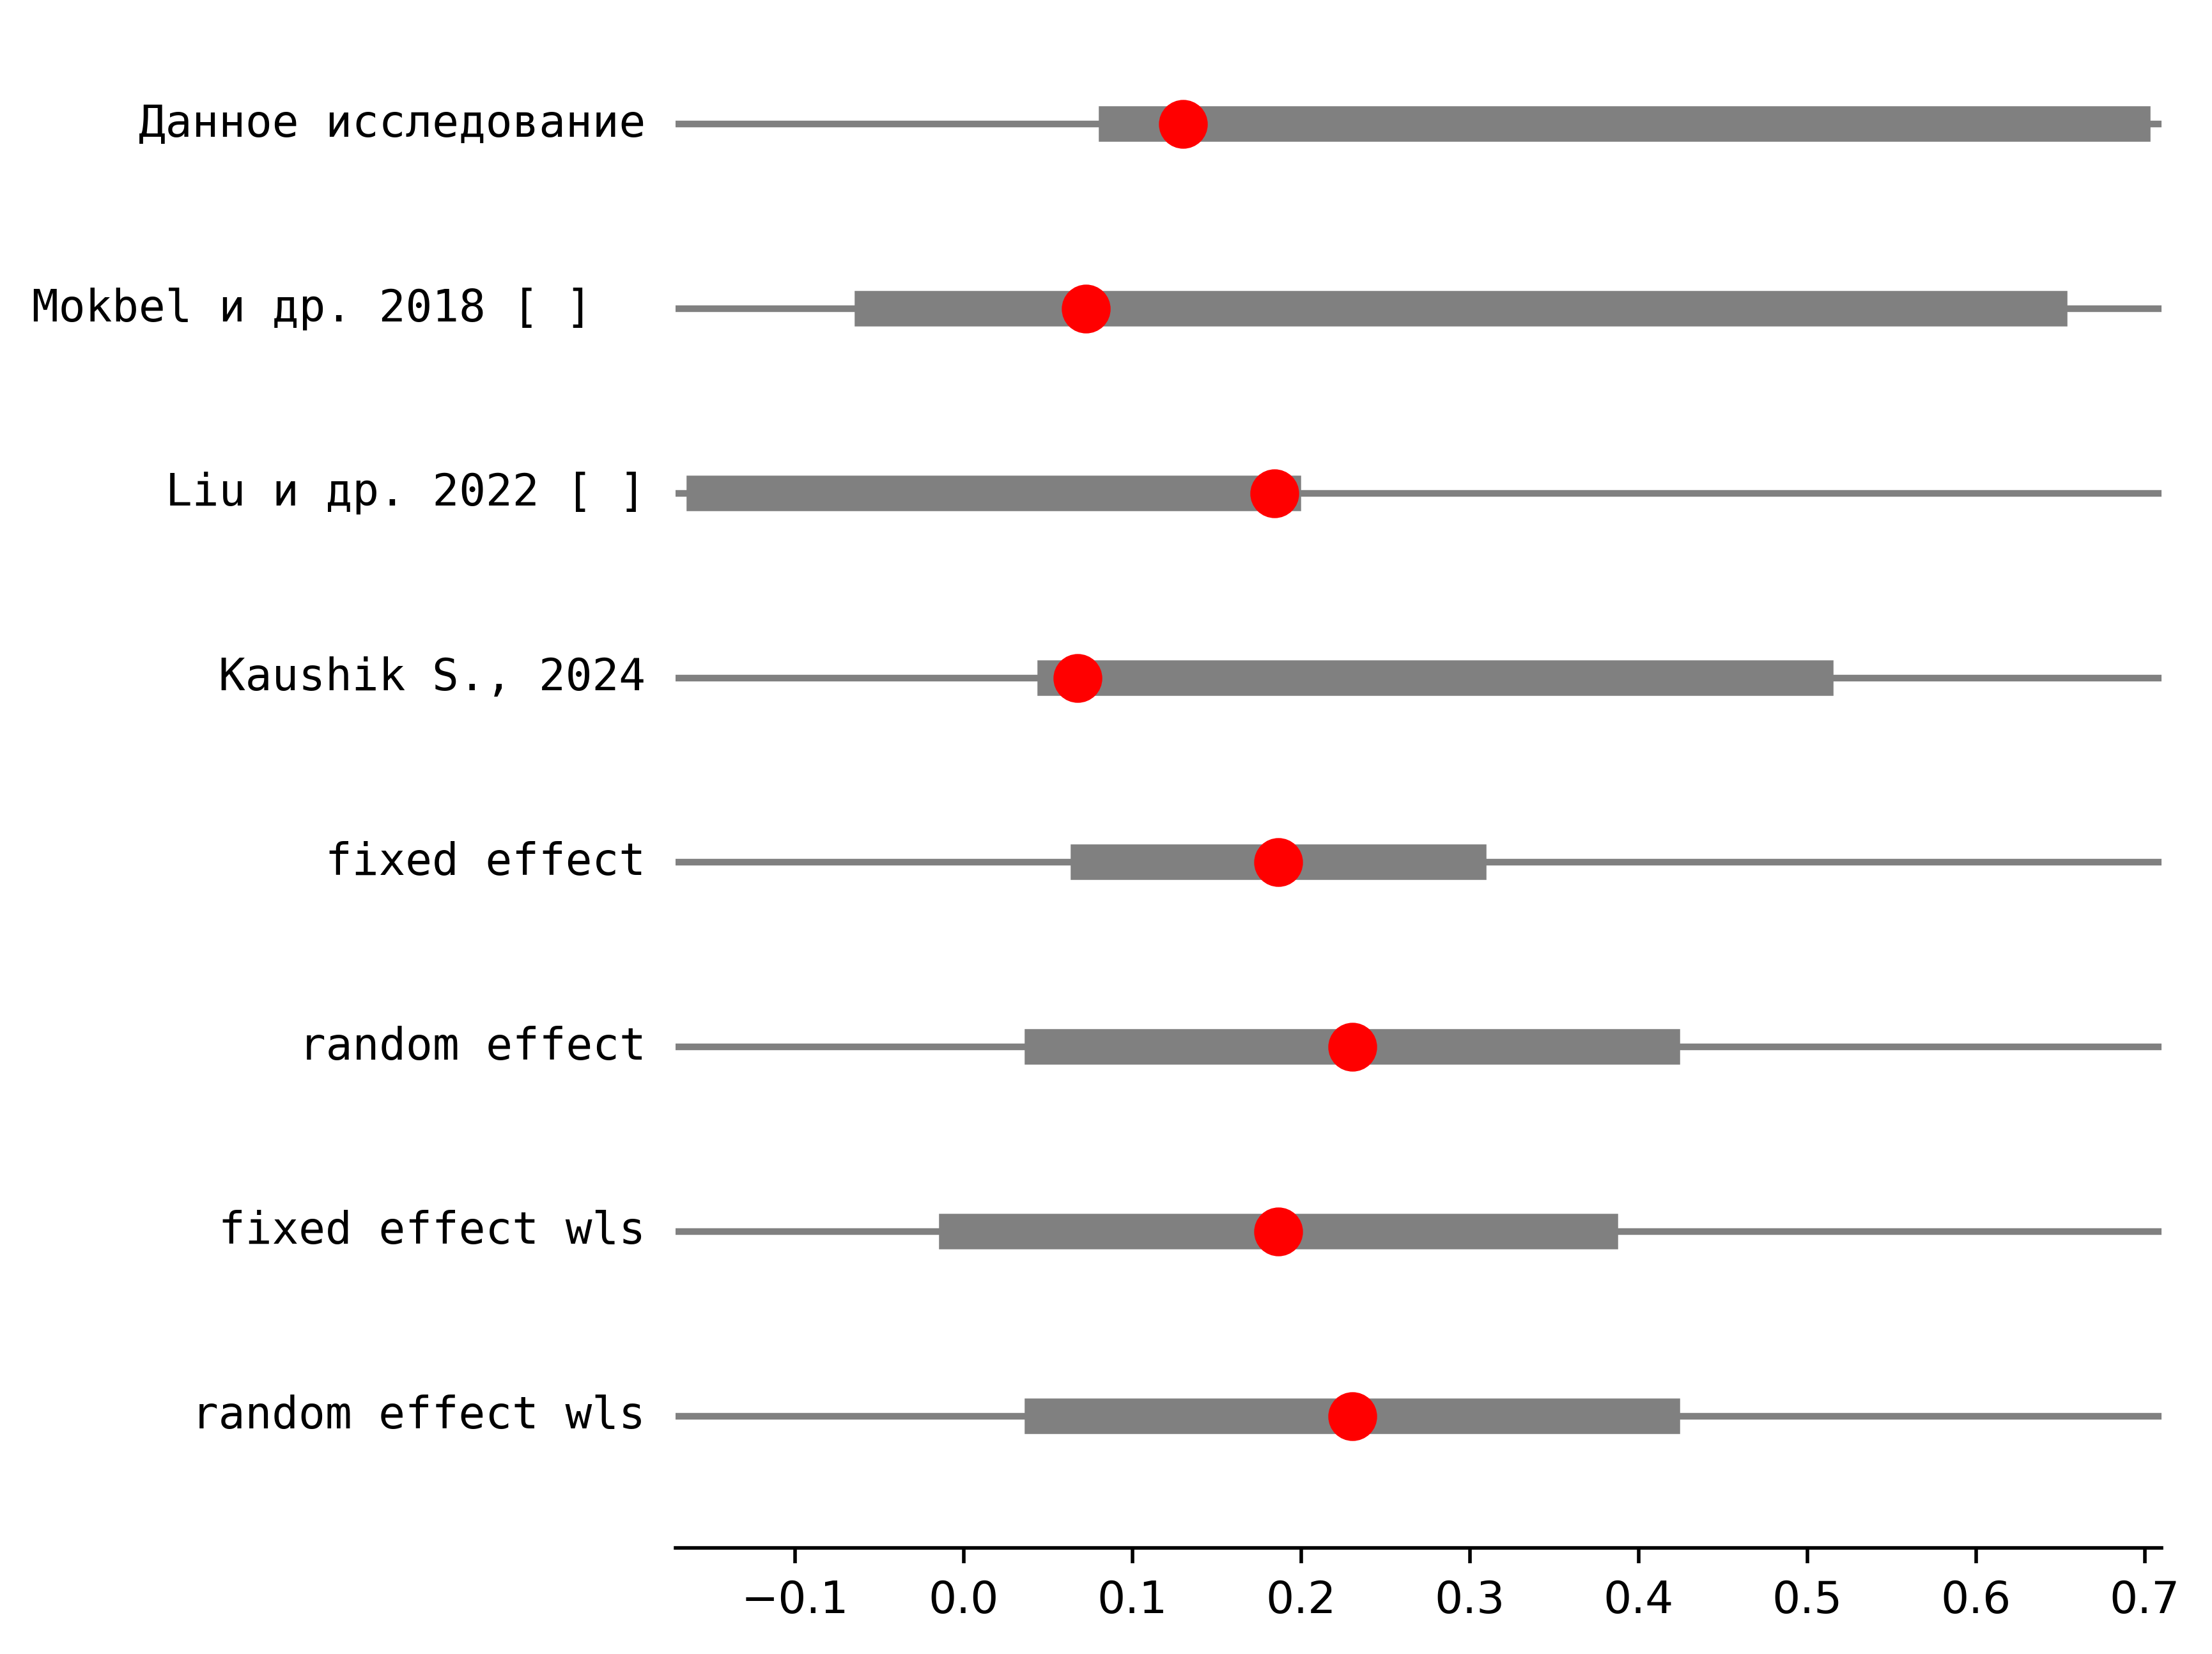 Данное исследование
Mokbel и др. 2018 [ ]
Liu и др. 2022 [ ]
Kaushik S., 2024
fixed effect
random effect
fixed effect wls
random effect wls
−0.1 0.0 0.1 0.2 0.3 0.4 0.5 0.6 0.7